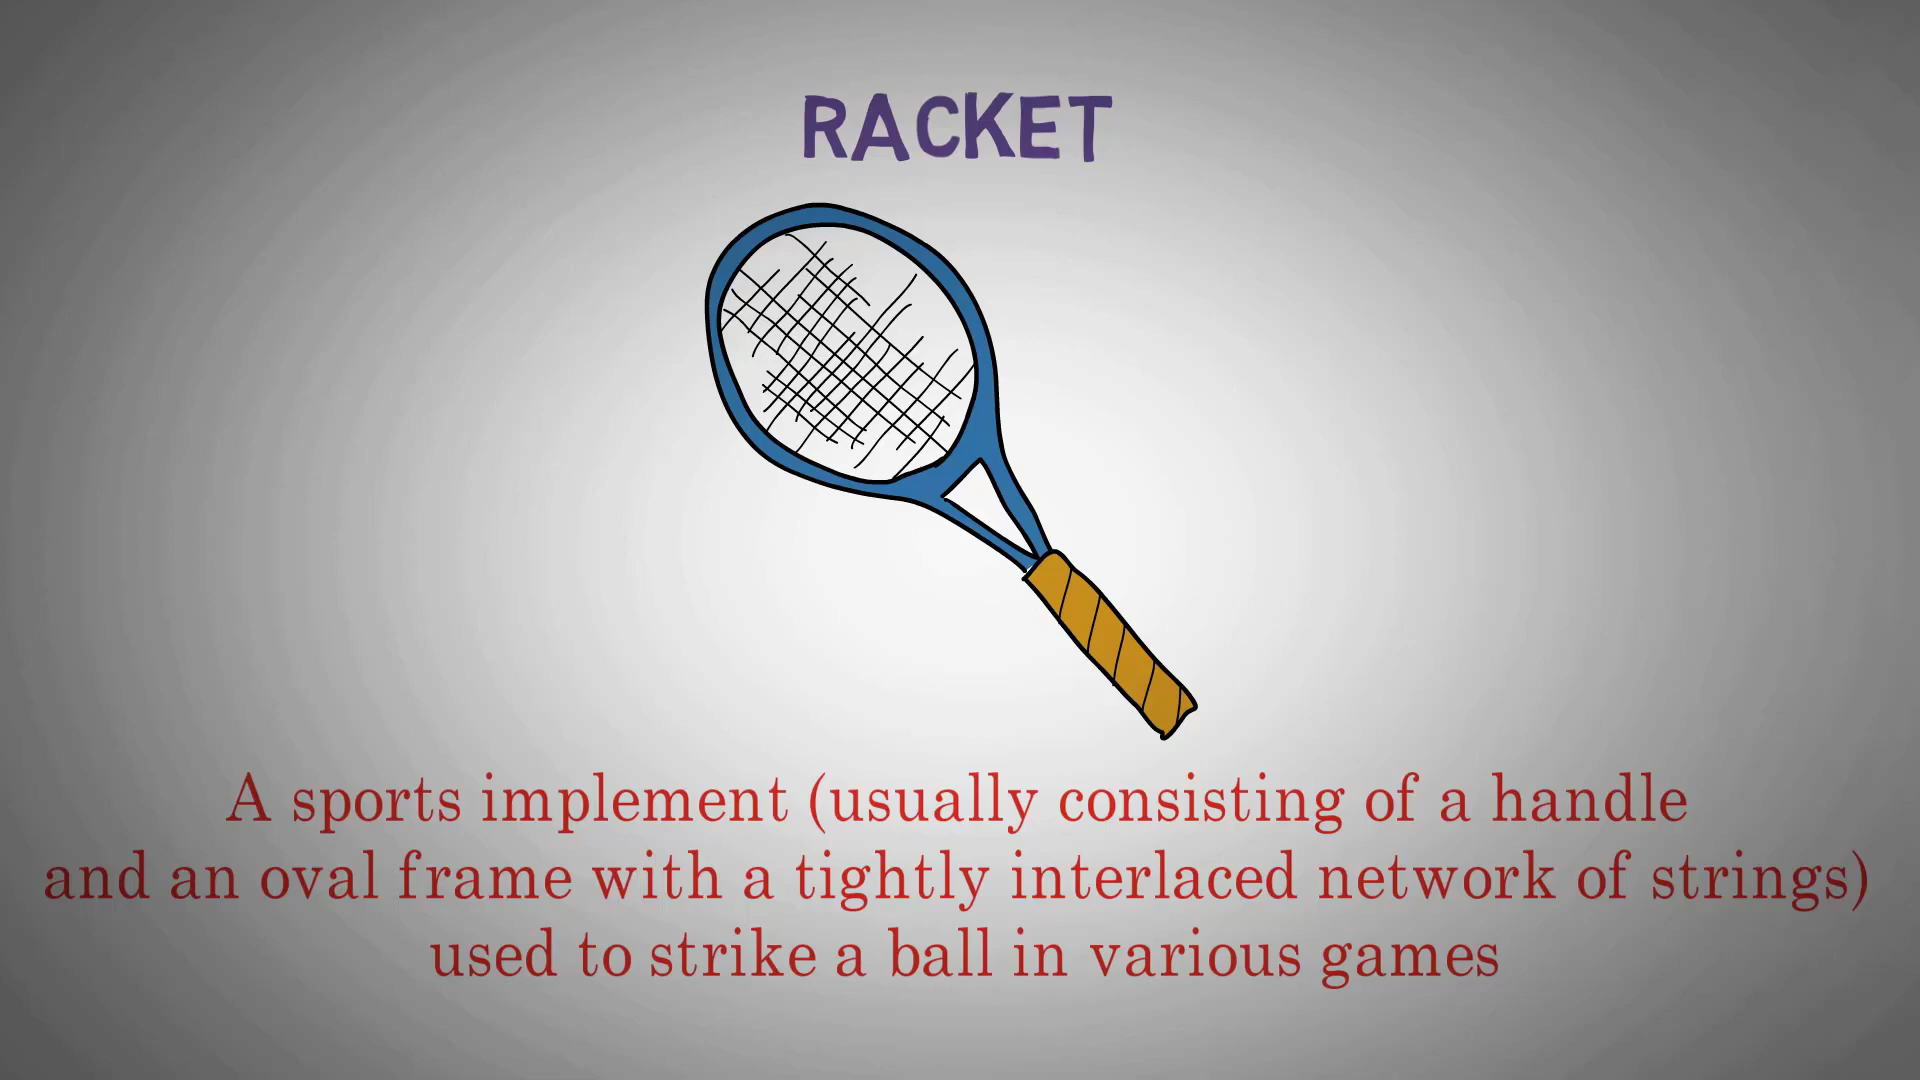 RACKET
A sports implement (usually consisting of a handle
and an oval frame with a tightly interlaced network of strings)
used to strike a ball in various games